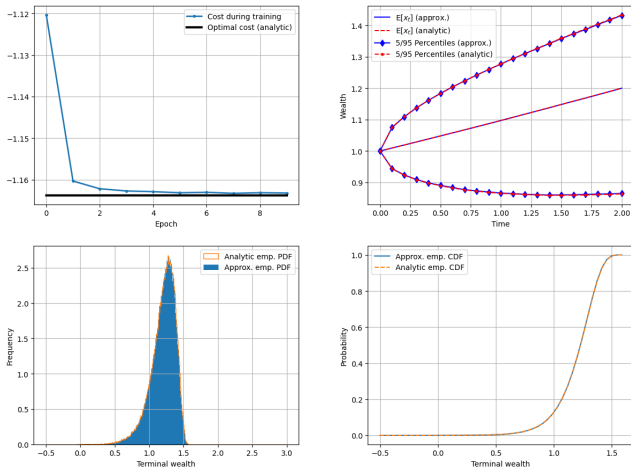 −1.12
−1.13
−1.14
−1.15
−1.16
0
2
4
6
8
Epoch
Cost during training
Optimal cost (analytic)
1.4
1.3
1.2
1.1
1.0
0.9
0.00
0.25
0.50
0.75
1.00
1.25
1.50
1.75
2.00
Time
Wealth
E[xₜ] (approx.)
E[xₜ] (analytic)
5/95 Percentiles (approx.)
5/95 Percentiles (analytic)
2.5
2.0
1.5
1.0
0.5
0.0
−0.5
0.0
0.5
1.0
1.5
2.0
2.5
3.0
Terminal wealth
Frequency
Analytic emp. PDF
Approx. emp. PDF
1.0
0.8
0.6
0.4
0.2
0.0
−0.5
0.0
0.5
1.0
1.5
Terminal wealth
Probability
Approx. emp. CDF
Analytic emp. CDF